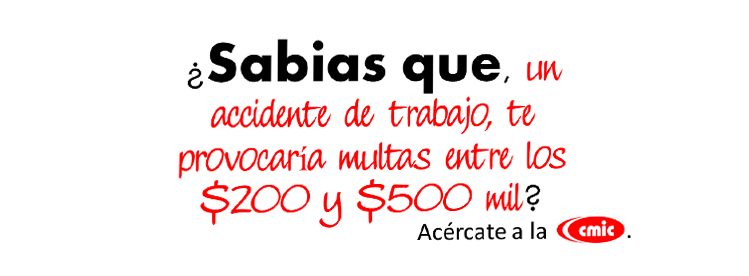 ¿Sabias que, un
accidente de trabajo, te
provocaría multas entre los
$200 y $500 mil?
Acércate a la cmic.